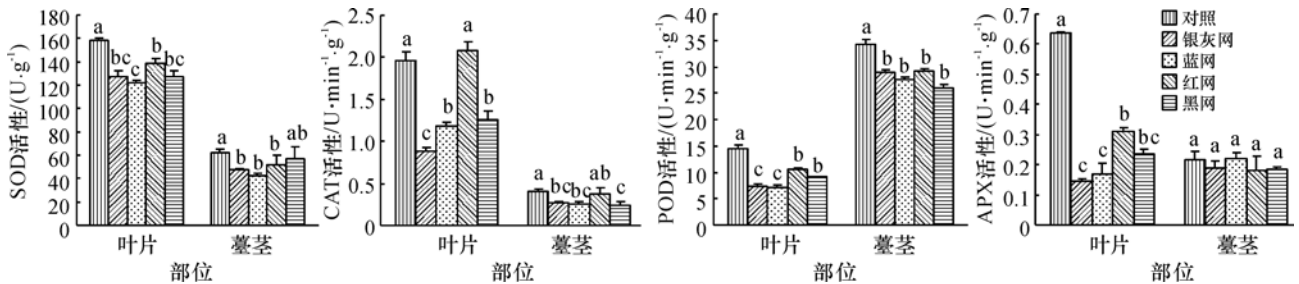 SOD活性/(U·g⁻¹)
180
160
140
120
100
80
60
40
20
0
a
bc
c
b
bc
a
b
b
b
ab
叶片
薹茎
部位
CAT活性/U·min⁻¹·g⁻¹)
2.5
2.0
1.5
1.0
0.5
0
a
c
b
a
b
a
bc
bc
ab
c
叶片
薹茎
部位
POD活性/(U·min⁻¹·g⁻¹)
40
35
30
25
20
15
10
5
0
a
c
c
b
b
a
b
b
b
b
叶片
薹茎
部位
APX活性/(U·min⁻¹·g⁻¹)
0.7
0.6
0.5
0.4
0.3
0.2
0.1
0
a
c
c
b
bc
a
a
a
a
a
叶片
薹茎
部位
对照
银灰网
蓝网
红网
黑网